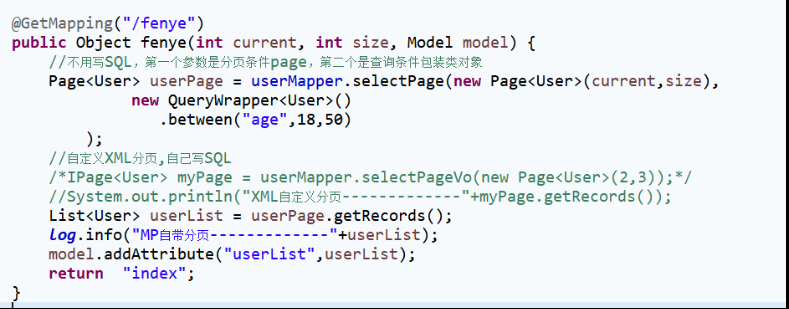 @GetMapping("/fenye")
public Object fenye(int current, int size, Model model) {
//不用写SQL，第一个参数是分页条件page，第二个是查询条件包装类对象
Page<User> userPage = userMapper.selectPage(new Page<User>(current,size),
new QueryWrapper<User>()
.between("age",18,50)
);
//自定义XML分页,自己写SQL
/*IPage<User> myPage = userMapper.selectPageVo(new Page<User>(2,3));*/
//System.out.println("XML自定义分页-------------"+myPage.getRecords());
List<User> userList = userPage.getRecords();
log.info("MP自带分页-------------"+userList);
model.addAttribute("userList",userList);
return  "index";
}